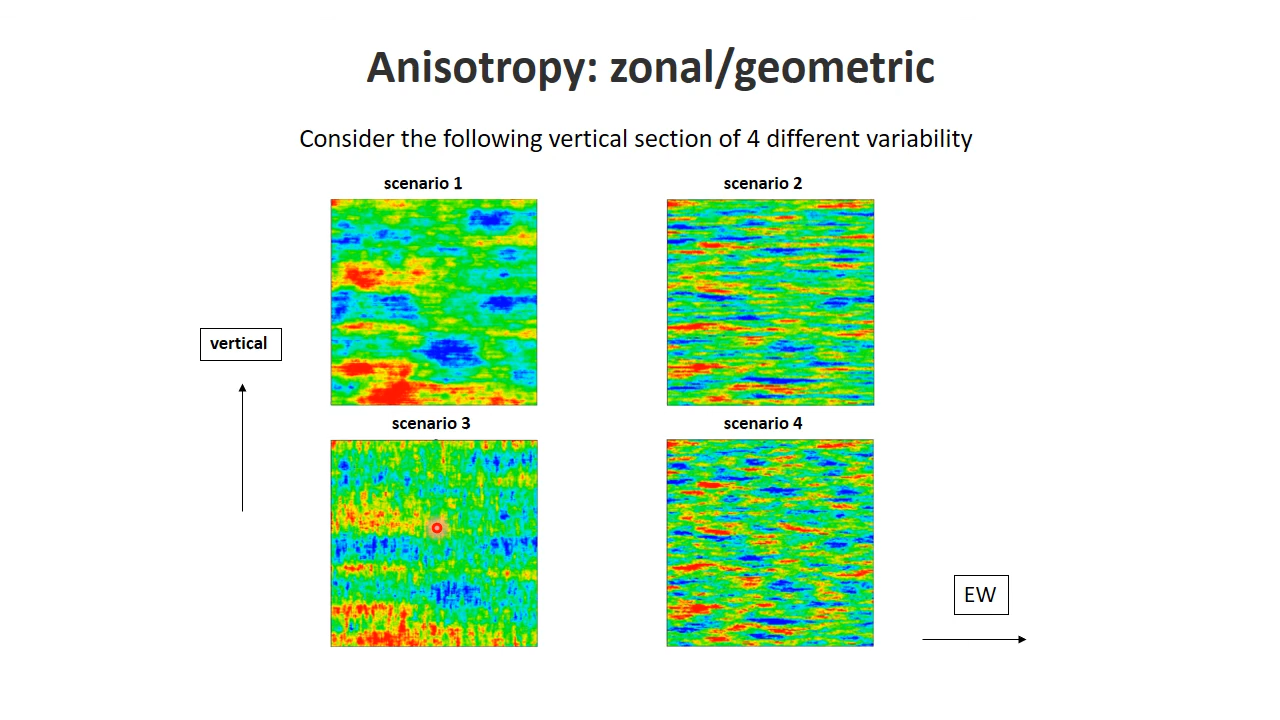 Anisotropy: zonal/geometric
Consider the following vertical section of 4 different variability
scenario 1
scenario 2
vertical
scenario 3
scenario 4
EW